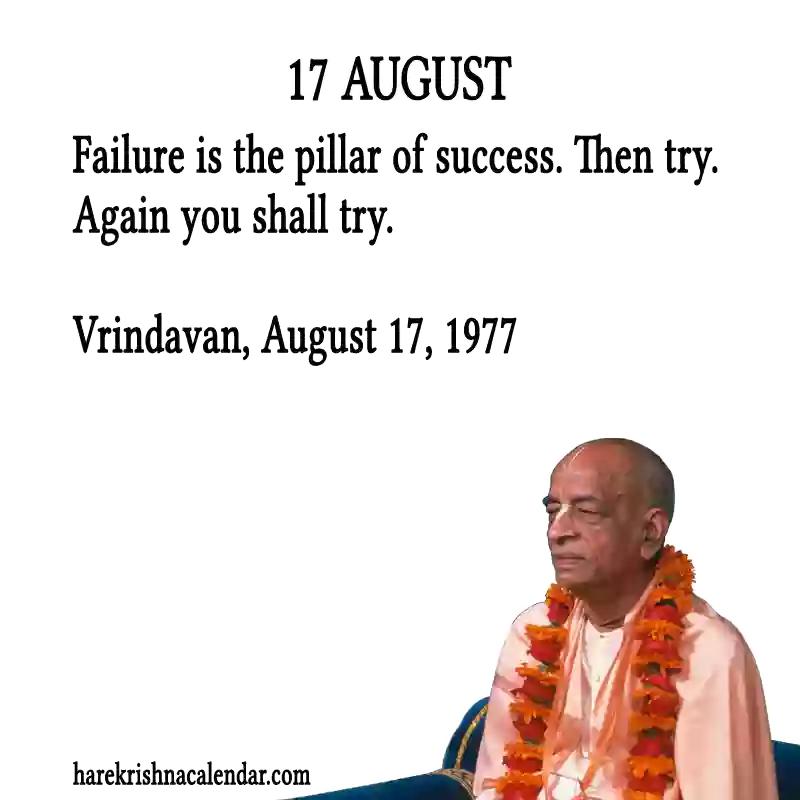 17 AUGUST
Failure is the pillar of success. Then try.
Again you shall try.
Vrindavan, August 17, 1977
harekrishnacalendar.com